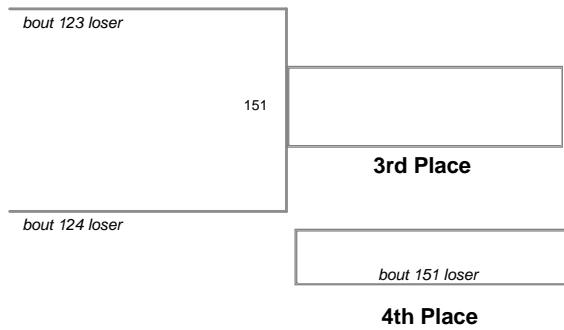 bout 123 loser
151
3rd Place
bout 124 loser
bout 151 loser
4th Place